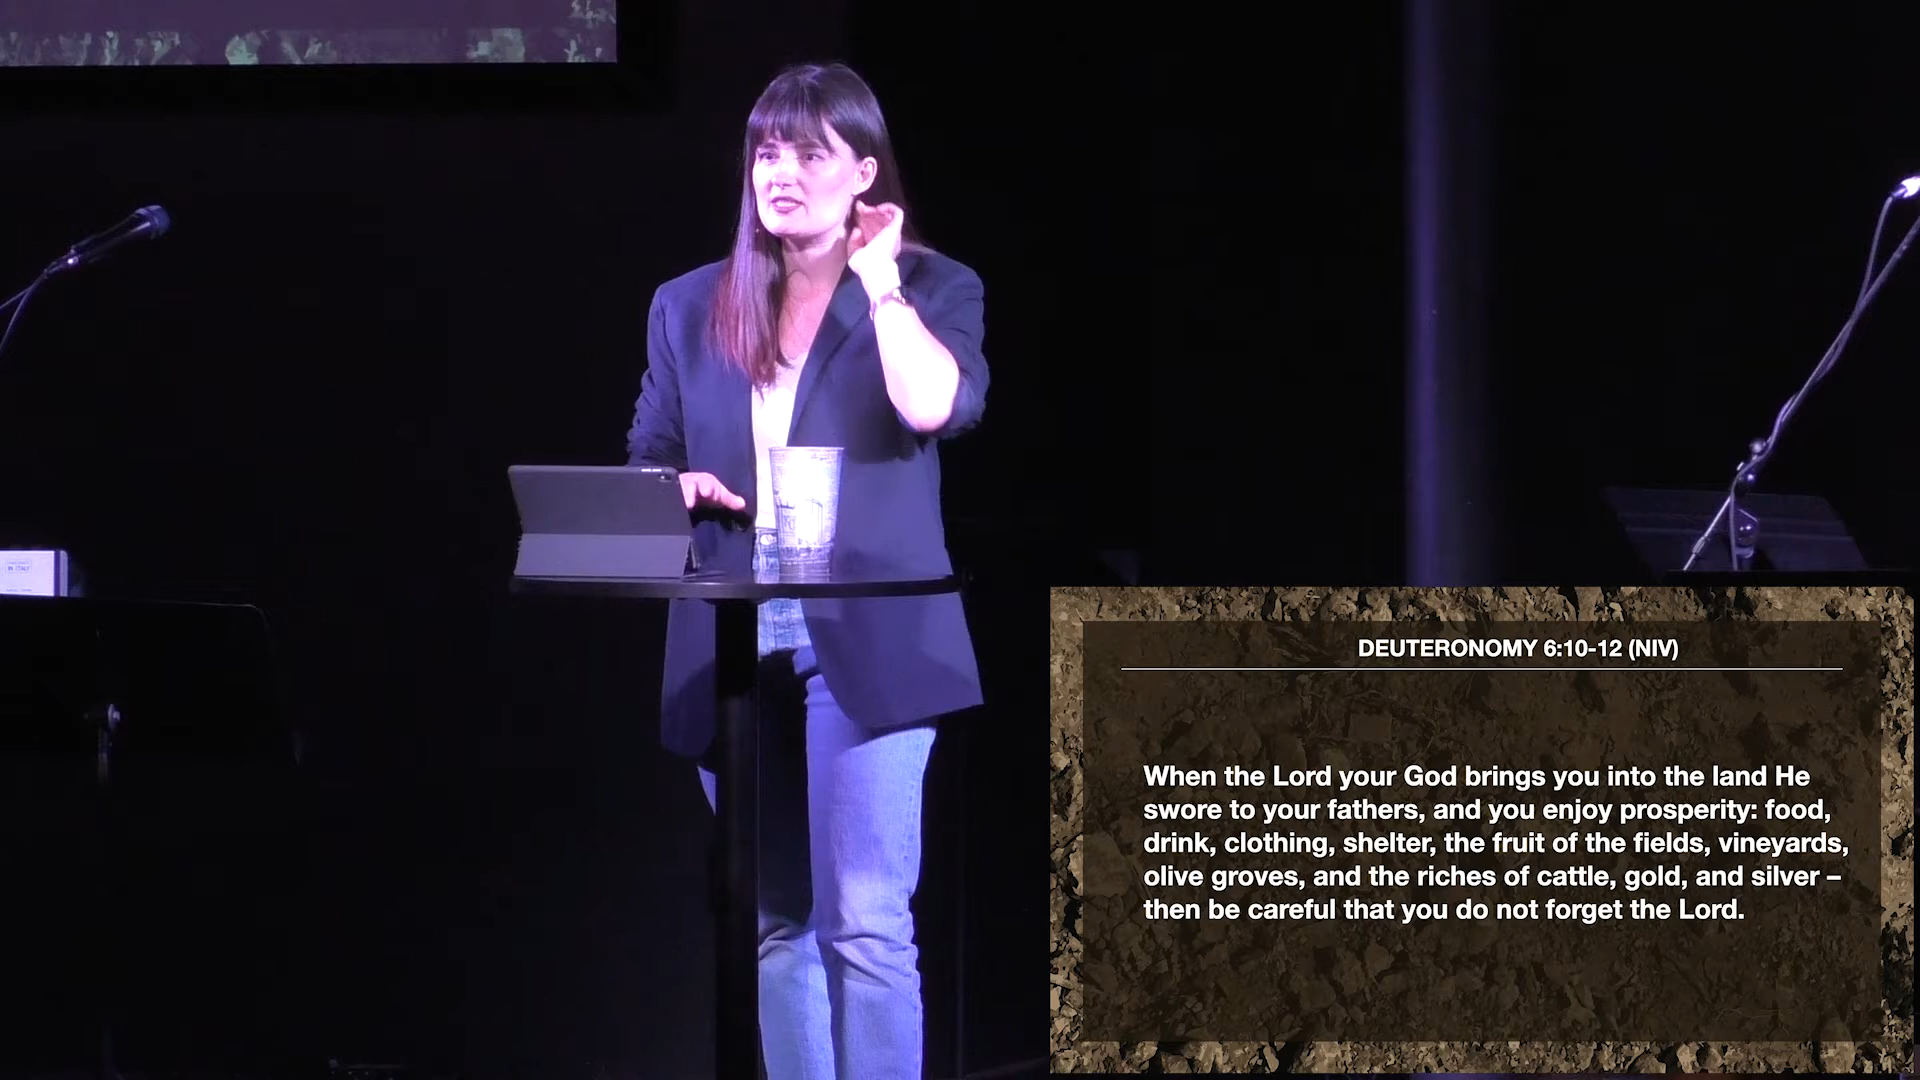 IN ITALY
DEUTERONOMY 6:10-12 (NIV)
When the Lord your God brings you into the land He
swore to your fathers, and you enjoy prosperity: food,
drink, clothing, shelter, the fruit of the fields, vineyards,
olive groves, and the riches of cattle, gold, and silver –
then be careful that you do not forget the Lord.